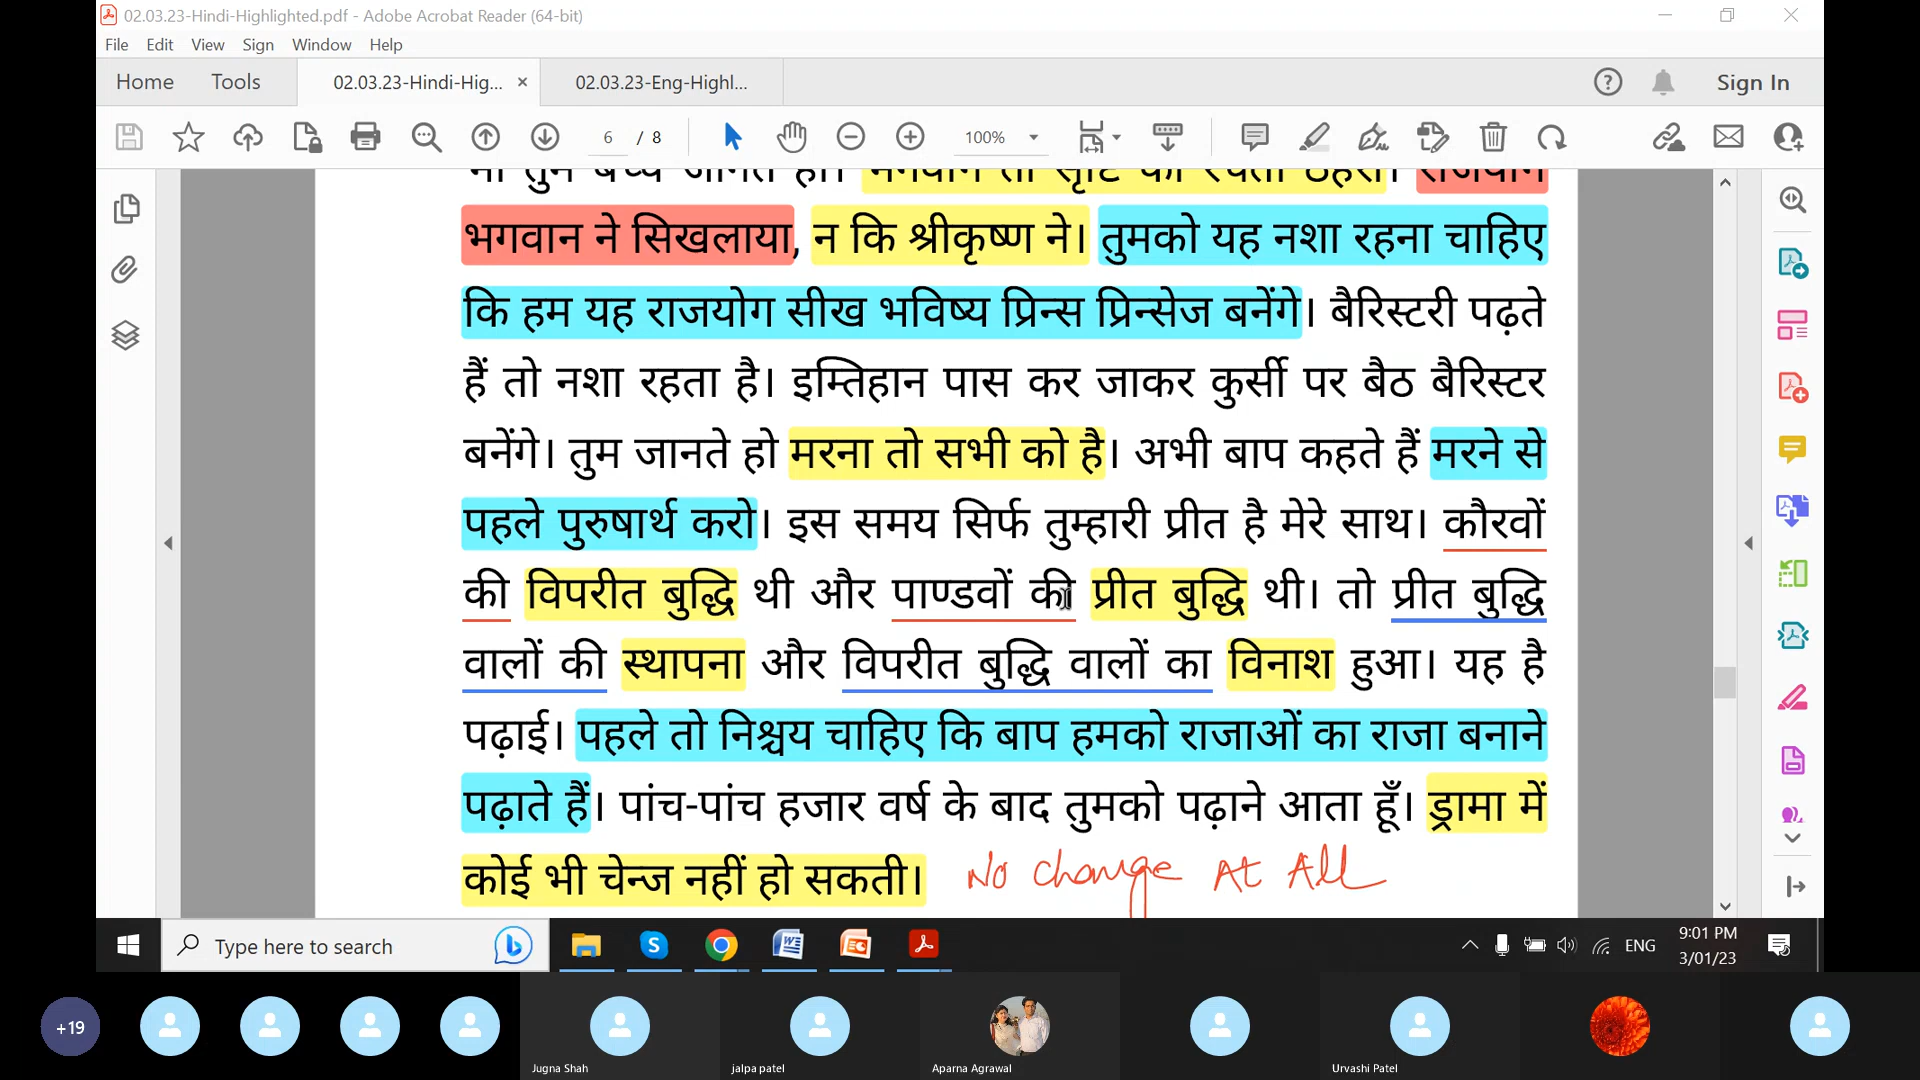 02.03.23-Hindi-Highlighted.pdf - Adobe Acrobat Reader (64-bit)
File Edit View Sign Window Help
Home Tools 02.03.23-Hindi-Hig... × 02.03.23-Eng-Highl... Sign In
6 / 8 100%
भगवान ने सिखलाया, न कि श्रीकृष्ण ने। तुमको यह नशा रहना चाहिए
कि हम यह राजयोग सीख भविष्य प्रिन्स प्रिन्सेज बनेंगे। बैरिस्टरी पढ़ते
हैं तो नशा रहता है। इम्तिहान पास कर जाकर कुर्सी पर बैठ बैरिस्टर
बनेंगे। तुम जानते हो मरना तो सभी को है। अभी बाप कहते हैं मरने से
पहले पुरुषार्थ करो। इस समय सिर्फ तुम्हारी प्रीत है मेरे साथ। कौरवों
की विपरीत बुद्धि थी और पाण्डवों की प्रीत बुद्धि थी। तो प्रीत बुद्धि
वालों की स्थापना और विपरीत बुद्धि वालों का विनाश हुआ। यह है
पढ़ाई। पहले तो निश्चय चाहिए कि बाप हमको राजाओं का राजा बनाने
पढ़ाते हैं। पांच-पांच हजार वर्ष के बाद तुमको पढ़ाने आता हूँ। ड्रामा में
कोई भी चेन्ज नहीं हो सकती। No change At All
Type here to search
ENG
9:01 PM
3/01/23
+19
Jugna Shah jalpa patel Aparna Agrawal Urvashi Patel